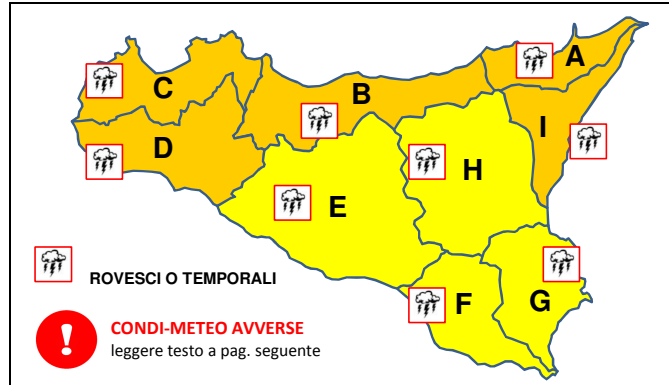 A
C
B
I
D
H
E
ROVESCI O TEMPORALI
F
G
CONDI-METEO AVVERSE
leggere testo a pag. seguente